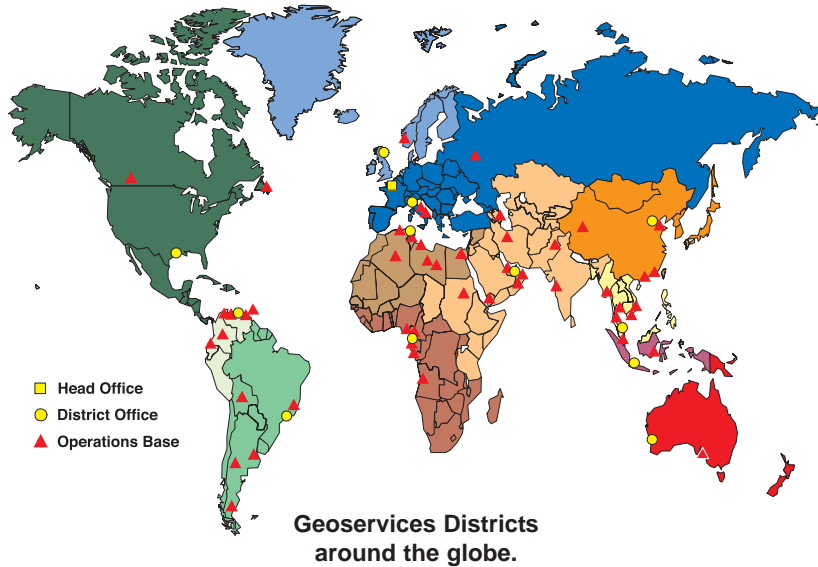 Head Office
District Office
Operations Base
Geoservices Districts
around the globe.